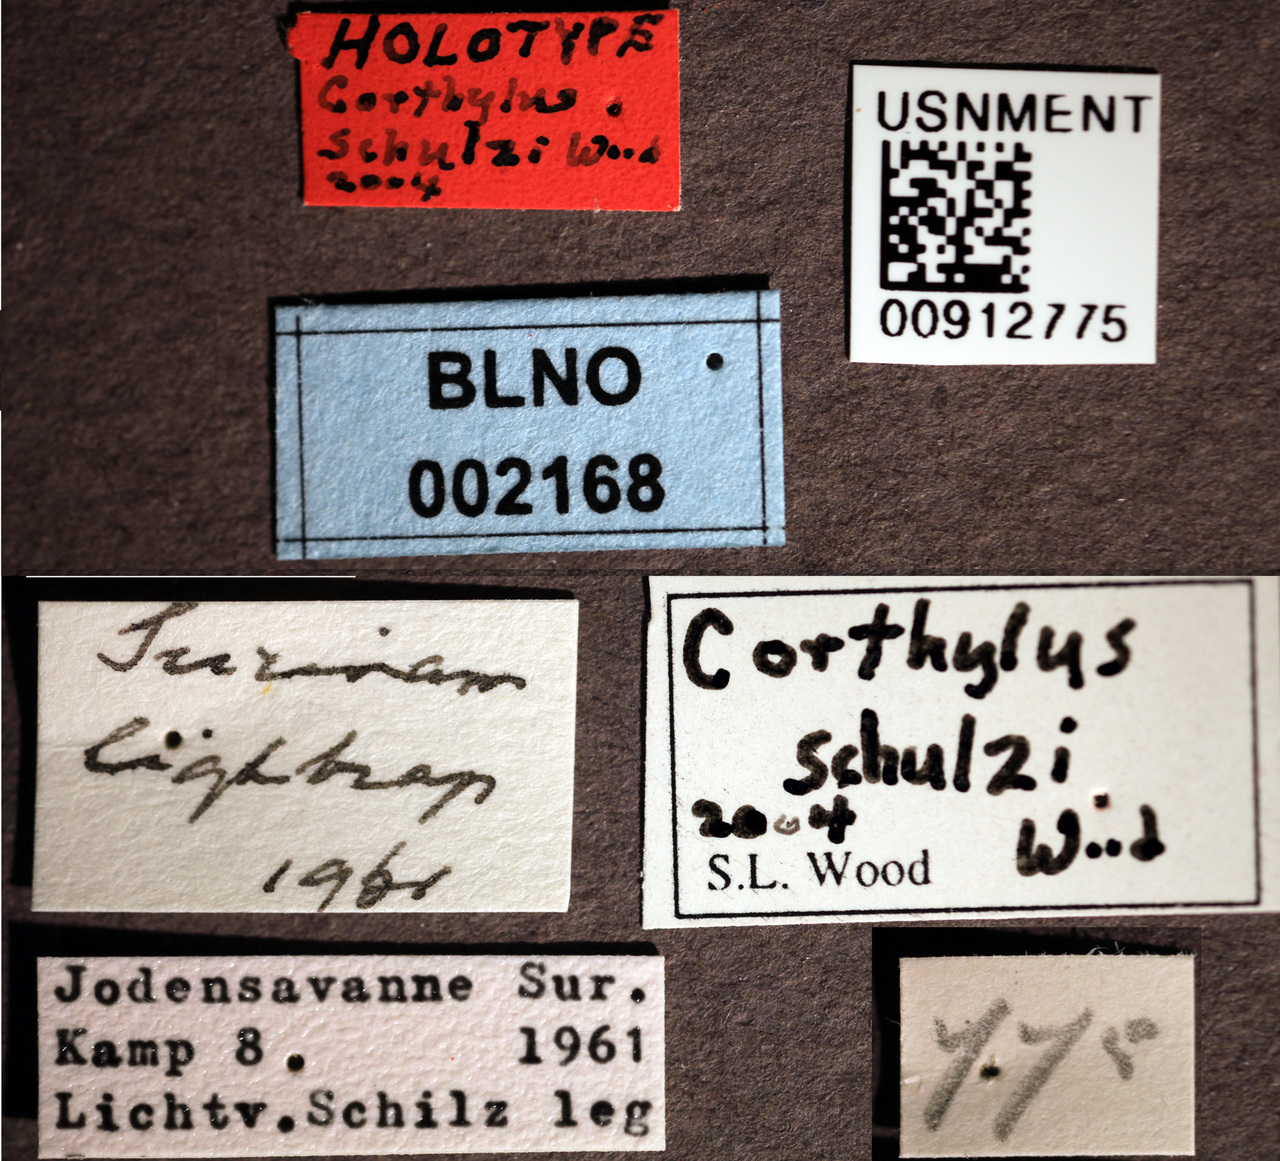 HOLOTYPE
Corthylus
schulzi Wood
2004
USNMENT
00912775
BLNO
002168
Surinam
lightrap
1961
Corthylus
schulzi
2004 Wood
S.L. Wood
Jodensavanne Sur.
Kamp 8. 1961
Lichtv.Schilz leg